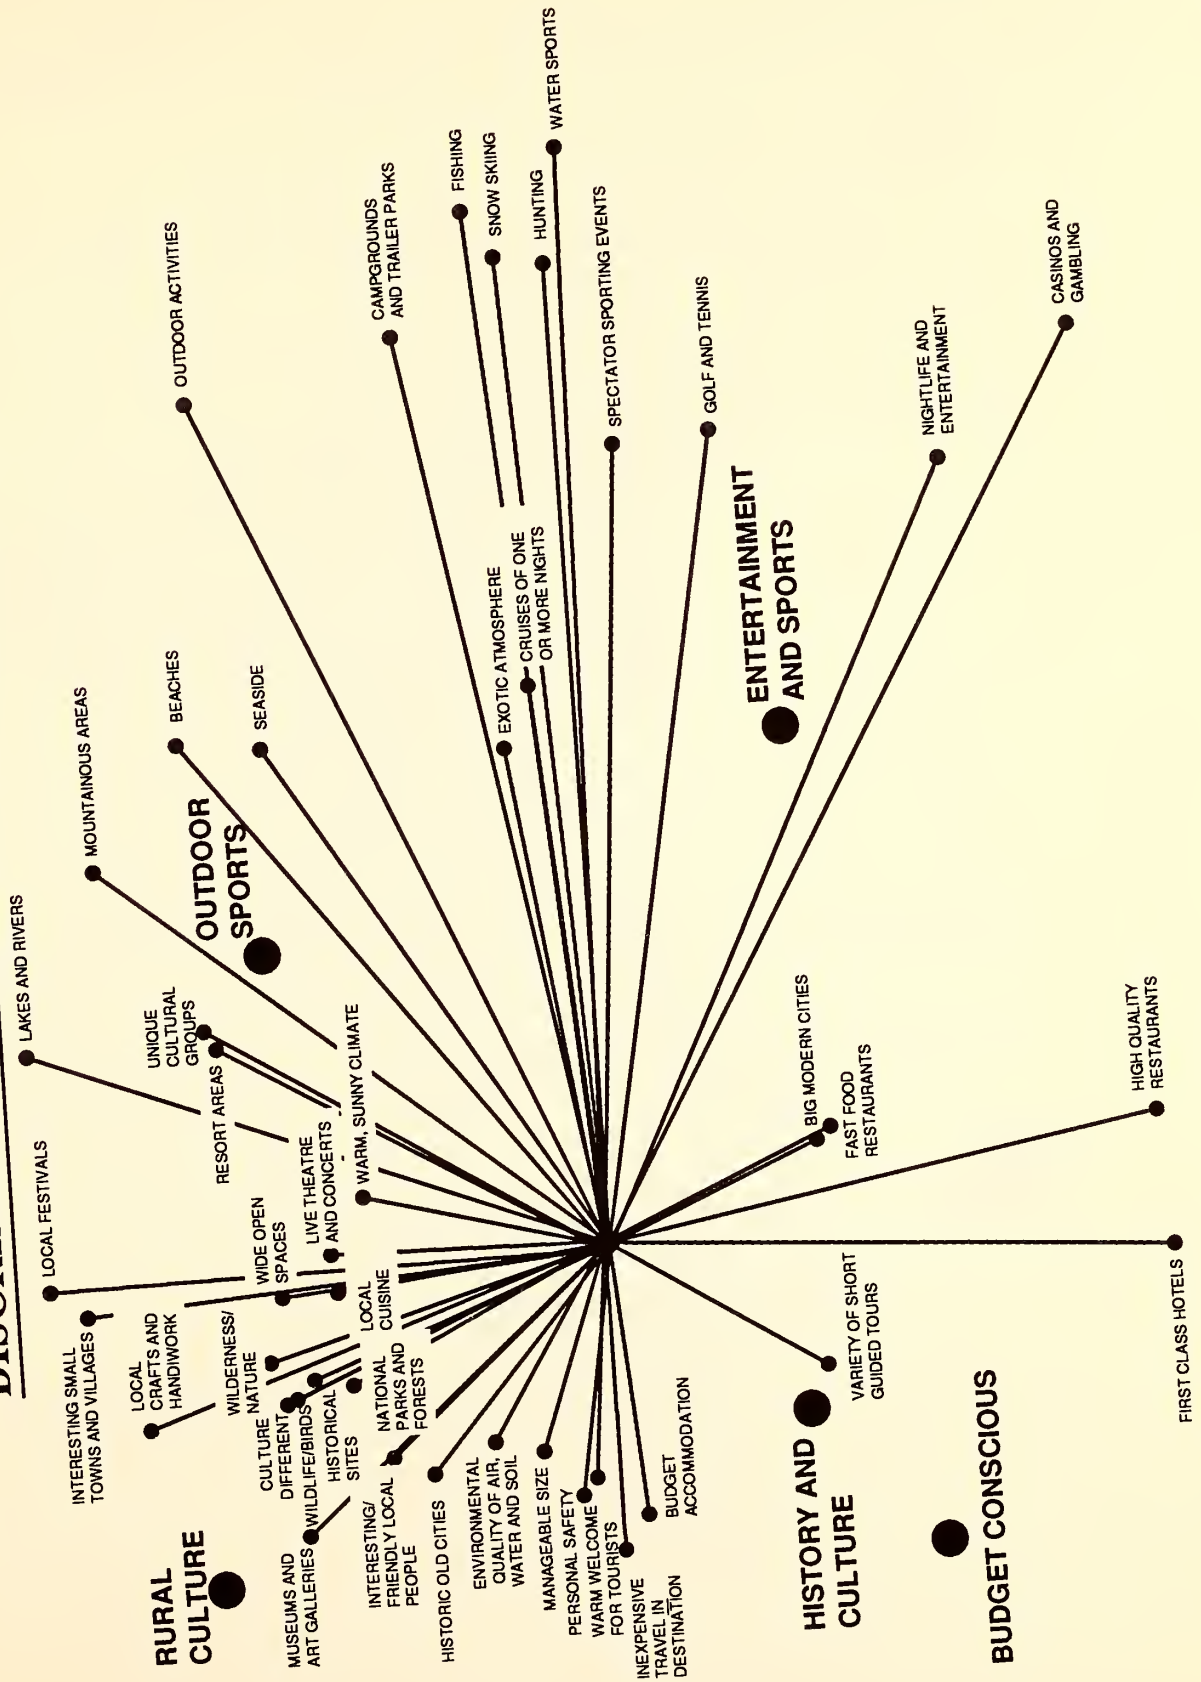 LAKES AND RIVERS
LOCAL FESTIVALS
INTERESTING SMALL
TOWNS AND VILLAGES
MOUNTAINOUS AREAS
LOCAL
CRAFTS AND
HANDIWORK
UNIQUE
CULTURAL
GROUPS
BEACHES
OUTDOOR ACTIVITIES
RURAL
CULTURE
OUTDOOR
SPORTS
RESORT AREAS
WILDERNESS/
NATURE
SEASIDE
WIDE OPEN
SPACES
CULTURE
DIFFERENT
WILDLIFE/BIRDS
MUSEUMS AND
ART GALLERIES
LIVE THEATRE
AND CONCERTS
HISTORICAL
SITES
WARM, SUNNY CLIMATE
LOCAL
CUISINE
NATIONAL
PARKS AND
FORESTS
CAMPGROUNDS
AND TRAILER PARKS
INTERESTING/
FRIENDLY LOCAL
PEOPLE
HISTORIC OLD CITIES
FISHING
SNOW SKIING
ENVIRONMENTAL
QUALITY OF AIR,
WATER AND SOIL
EXOTIC ATMOSPHERE
CRUISES OF ONE
OR MORE NIGHTS
HUNTING
WATER SPORTS
MANAGEABLE SIZE
PERSONAL SAFETY
WARM WELCOME
FOR TOURISTS
SPECTATOR SPORTING EVENTS
INEXPENSIVE
TRAVEL IN
DESTINATION
BUDGET
ACCOMMODATION
GOLF AND TENNIS
ENTERTAINMENT
AND SPORTS
BIG MODERN CITIES
FAST FOOD
RESTAURANTS
HISTORY AND
CULTURE
VARIETY OF SHORT
GUIDED TOURS
NIGHTLIFE AND
ENTERTAINMENT
BUDGET CONSCIOUS
CASINOS AND
GAMBLING
HIGH QUALITY
RESTAURANTS
FIRST CLASS HOTELS